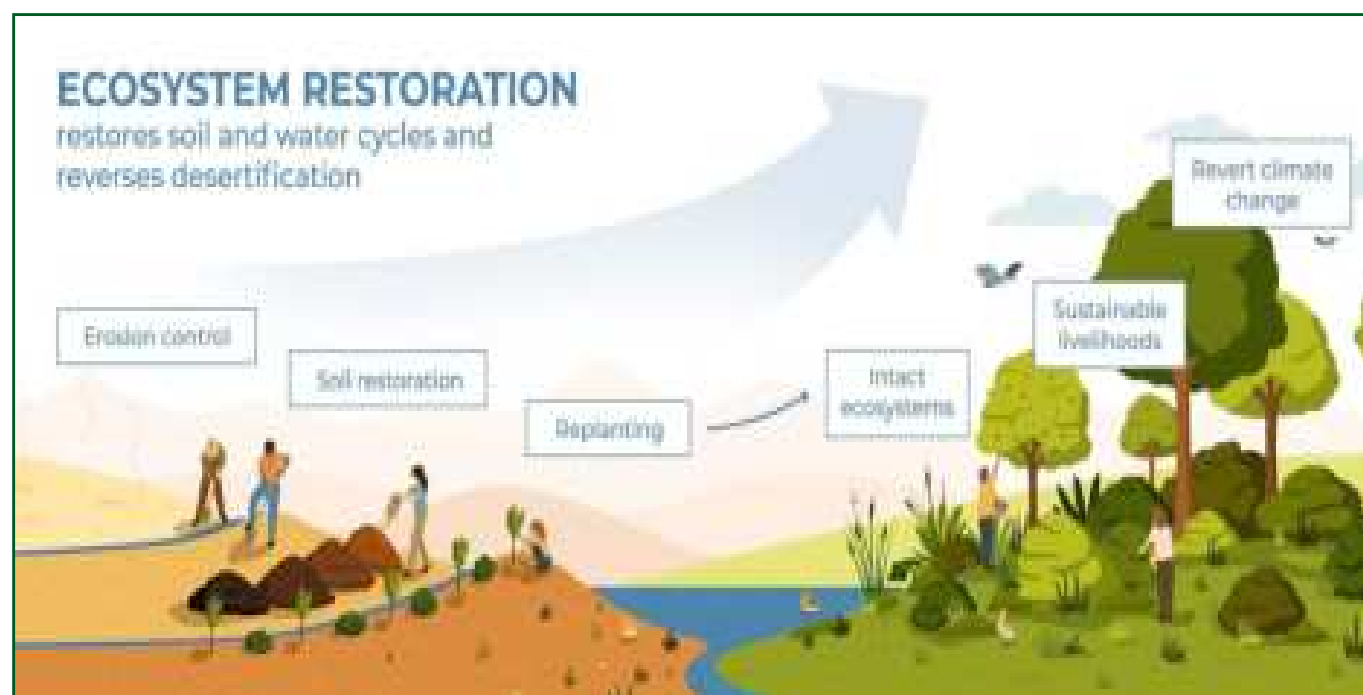 ECOSYSTEM RESTORATION
restores soil and water cycles and
reverses desertification
Revert climate
change
Sustainable
livelihoods
Erosion control
Soil restoration
Intact
ecosystems
Replanting